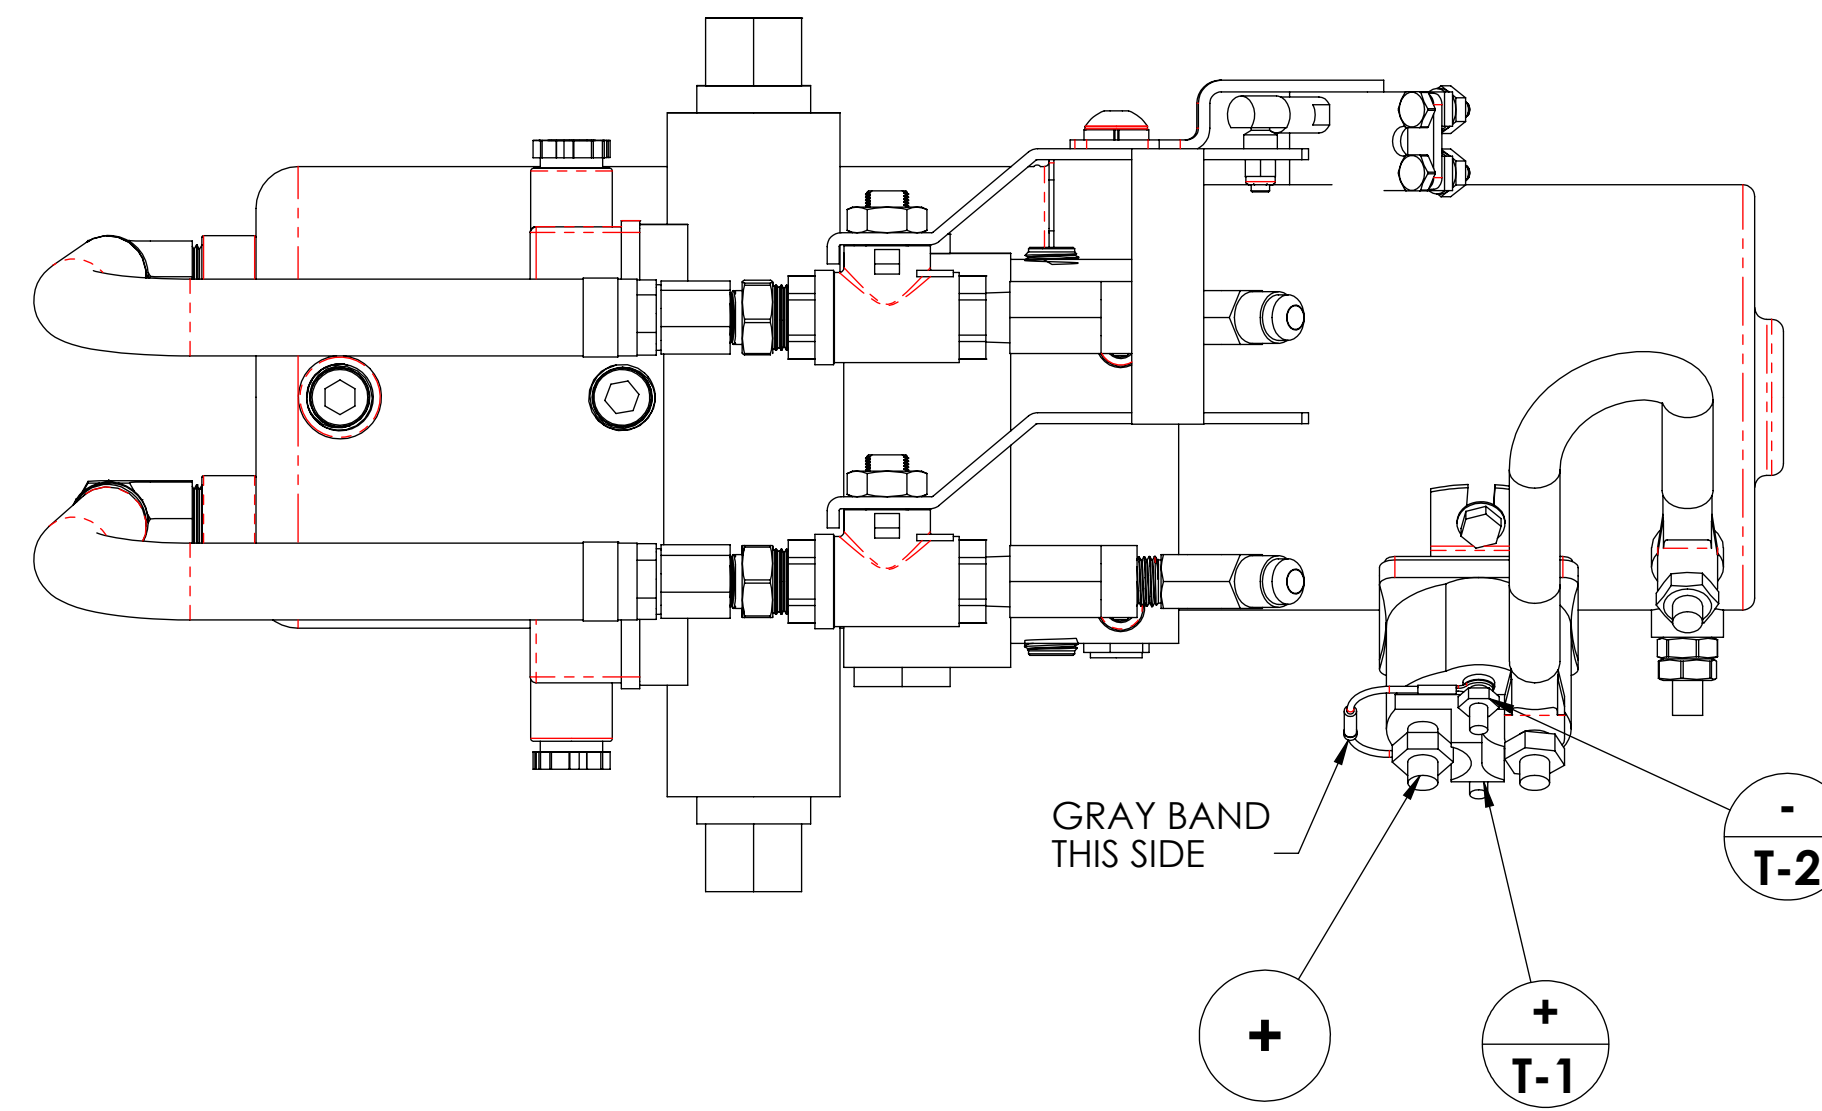 GRAY BAND
THIS SIDE
-
T-2
+
+
T-1